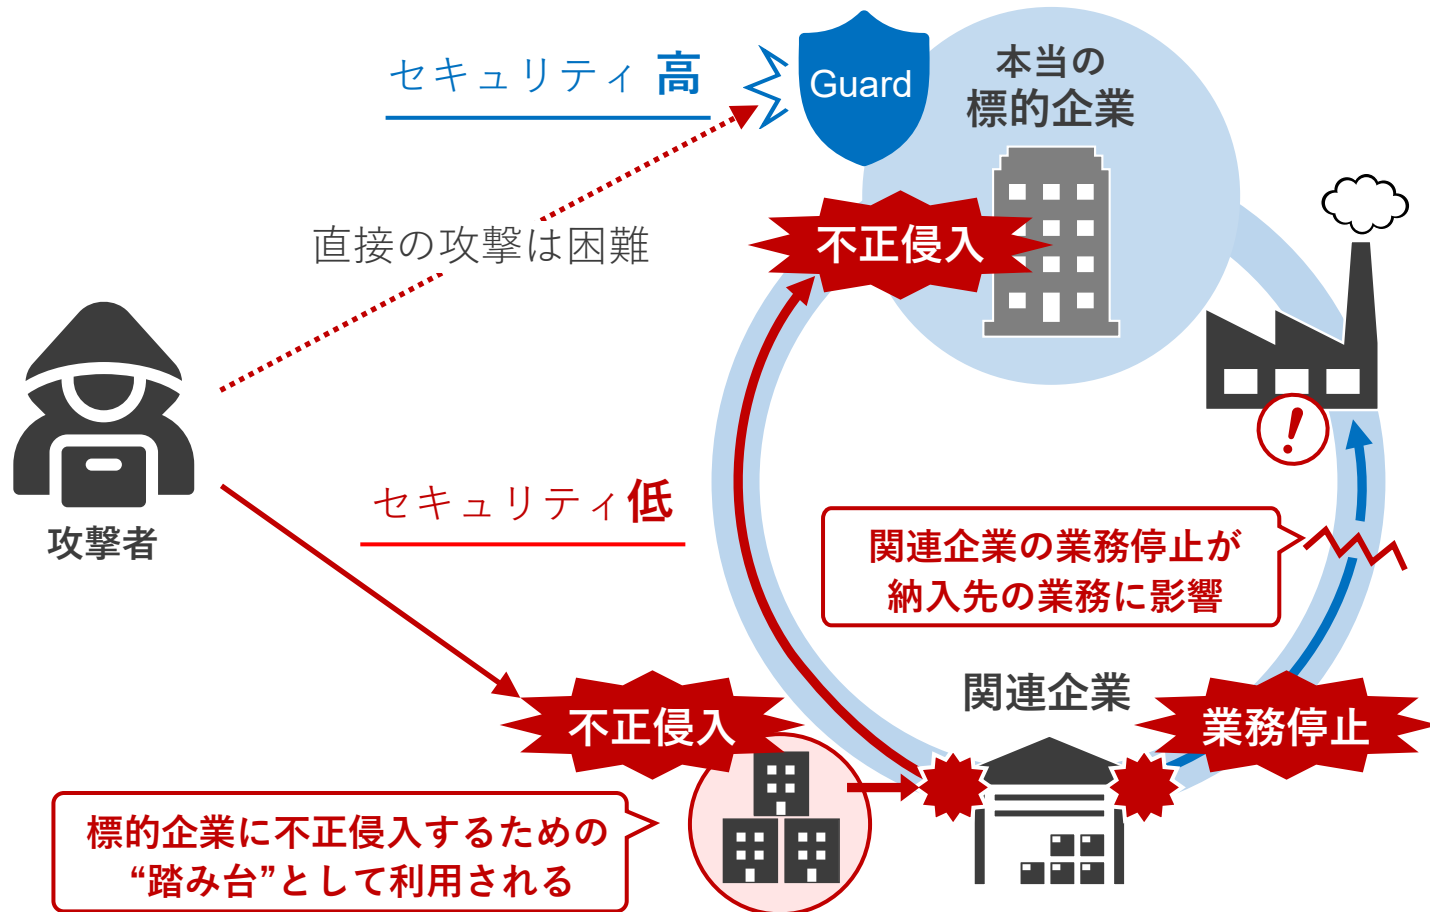 セキュリティ 高
Guard
本当の
標的企業
直接の攻撃は困難
不正侵入
攻撃者
セキュリティ低
関連企業の業務停止が
納入先の業務に影響
不正侵入
関連企業
業務停止
標的企業に不正侵入するための
“踏み台”として利用される